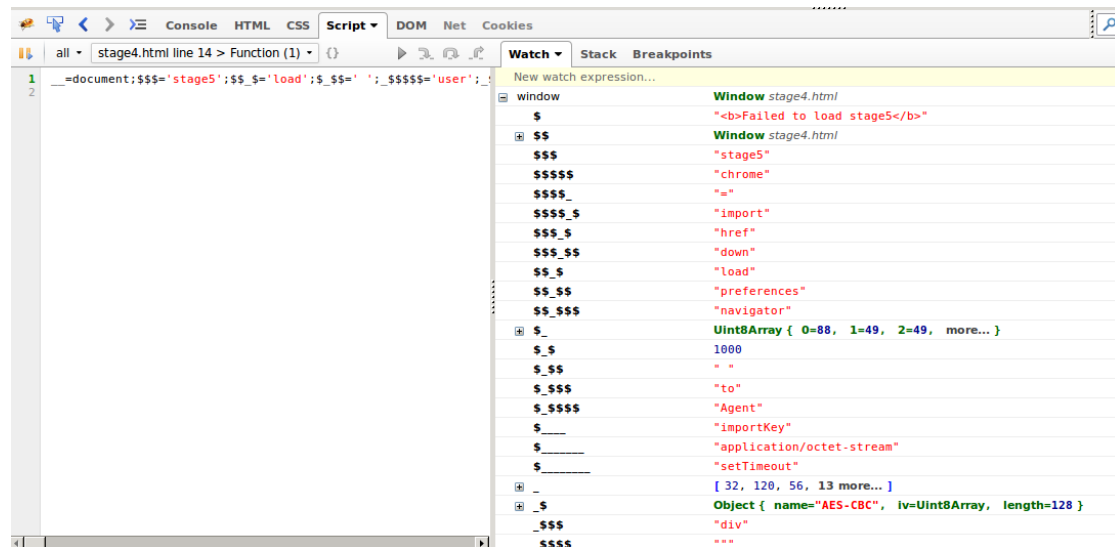 Console HTML CSS Script DOM Net Cookies
all stage4.html line 14 > Function (1) {} Watch Stack Breakpoints
1 __=document;$$$='stage5';$$_$='load';$_$$=' ';_$$$$$='user';_$
2
New watch expression...
window Window stage4.html
$ "<b>Failed to load stage5</b>"
$$ Window stage4.html
$$$ "stage5"
$$$$$ "chrome"
$$$$_ "="
$$$$_$ "import"
$$$_$ "href"
$$$_$$ "down"
$$_$ "load"
$$_$$ "preferences"
$$_$$$ "navigator"
$_ Uint8Array { 0=88, 1=49, 2=49, more... }
$_$ 1000
$_$$ " "
$_$$$ "to"
$_$$$$ "Agent"
$____ "importKey"
$_______ "application/octet-stream"
$________ "setTimeout"
_ [ 32, 120, 56, 13 more... ]
_$ Object { name="AES-CBC", iv=Uint8Array, length=128 }
_$$$ "div"
_$$$$ """